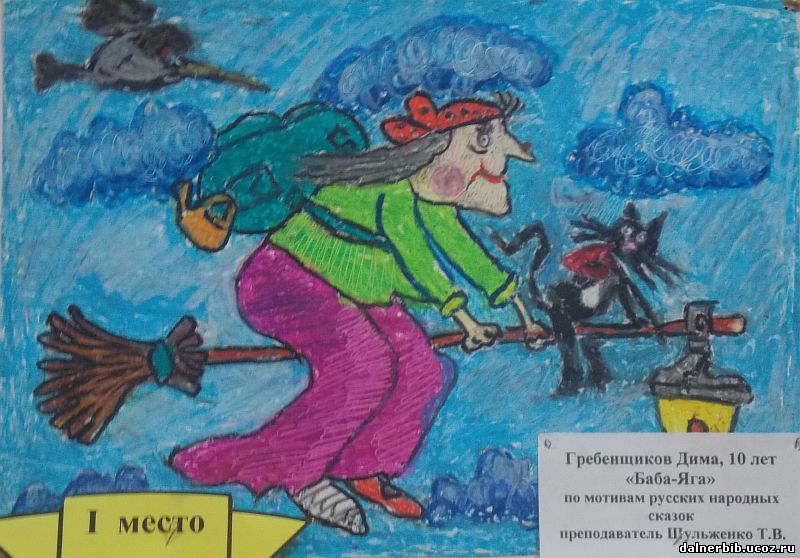 I место
Гребенщиков Дима, 10 лет
«Баба-Яга»
по мотивам русских народных
сказок
преподаватель Шульженко Т.В.
dalnerbib.ucoz.ru